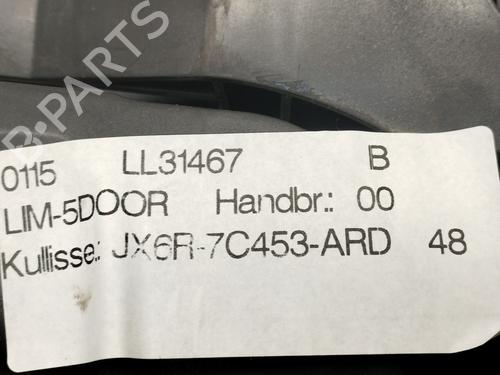 0115 LL31467 B
LIM-5DOOR Handbr.: 00
Kullisse: JX6R-7C453-ARD 48
B-PARTS